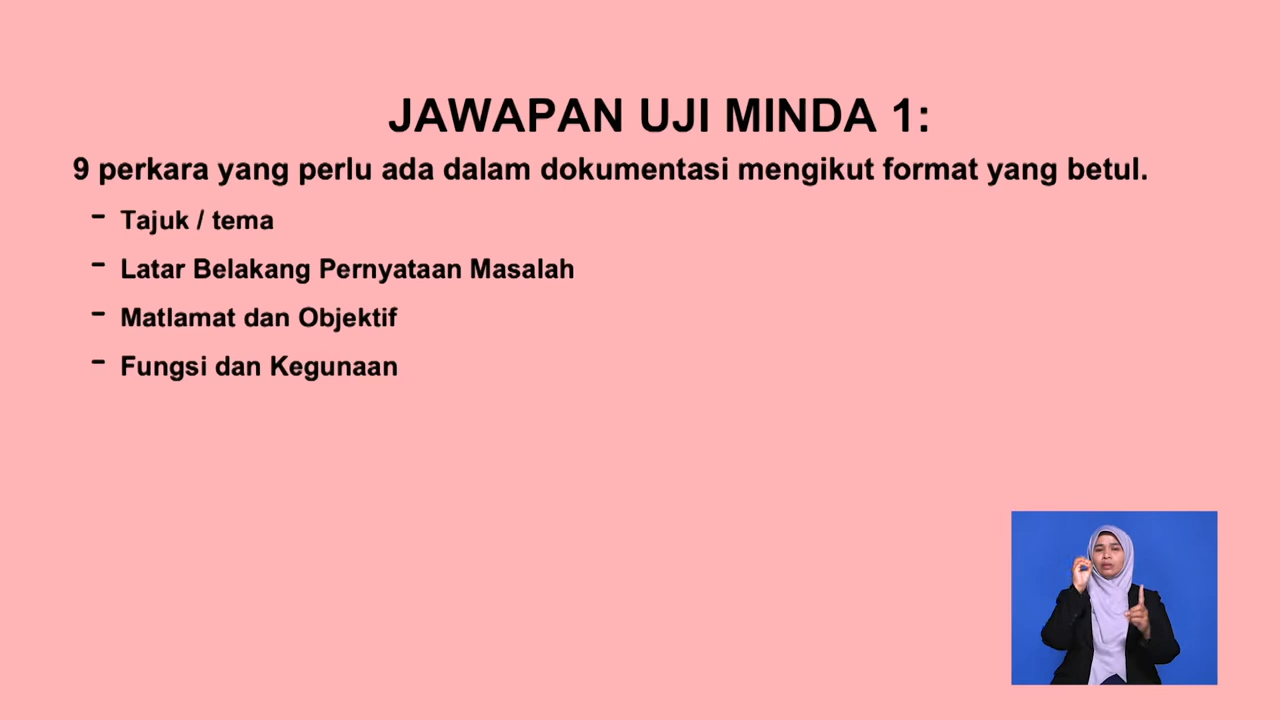 JAWAPAN UJI MINDA 1:
9 perkara yang perlu ada dalam dokumentasi mengikut format yang betul.
- Tajuk / tema
- Latar Belakang Pernyataan Masalah
- Matlamat dan Objektif
- Fungsi dan Kegunaan